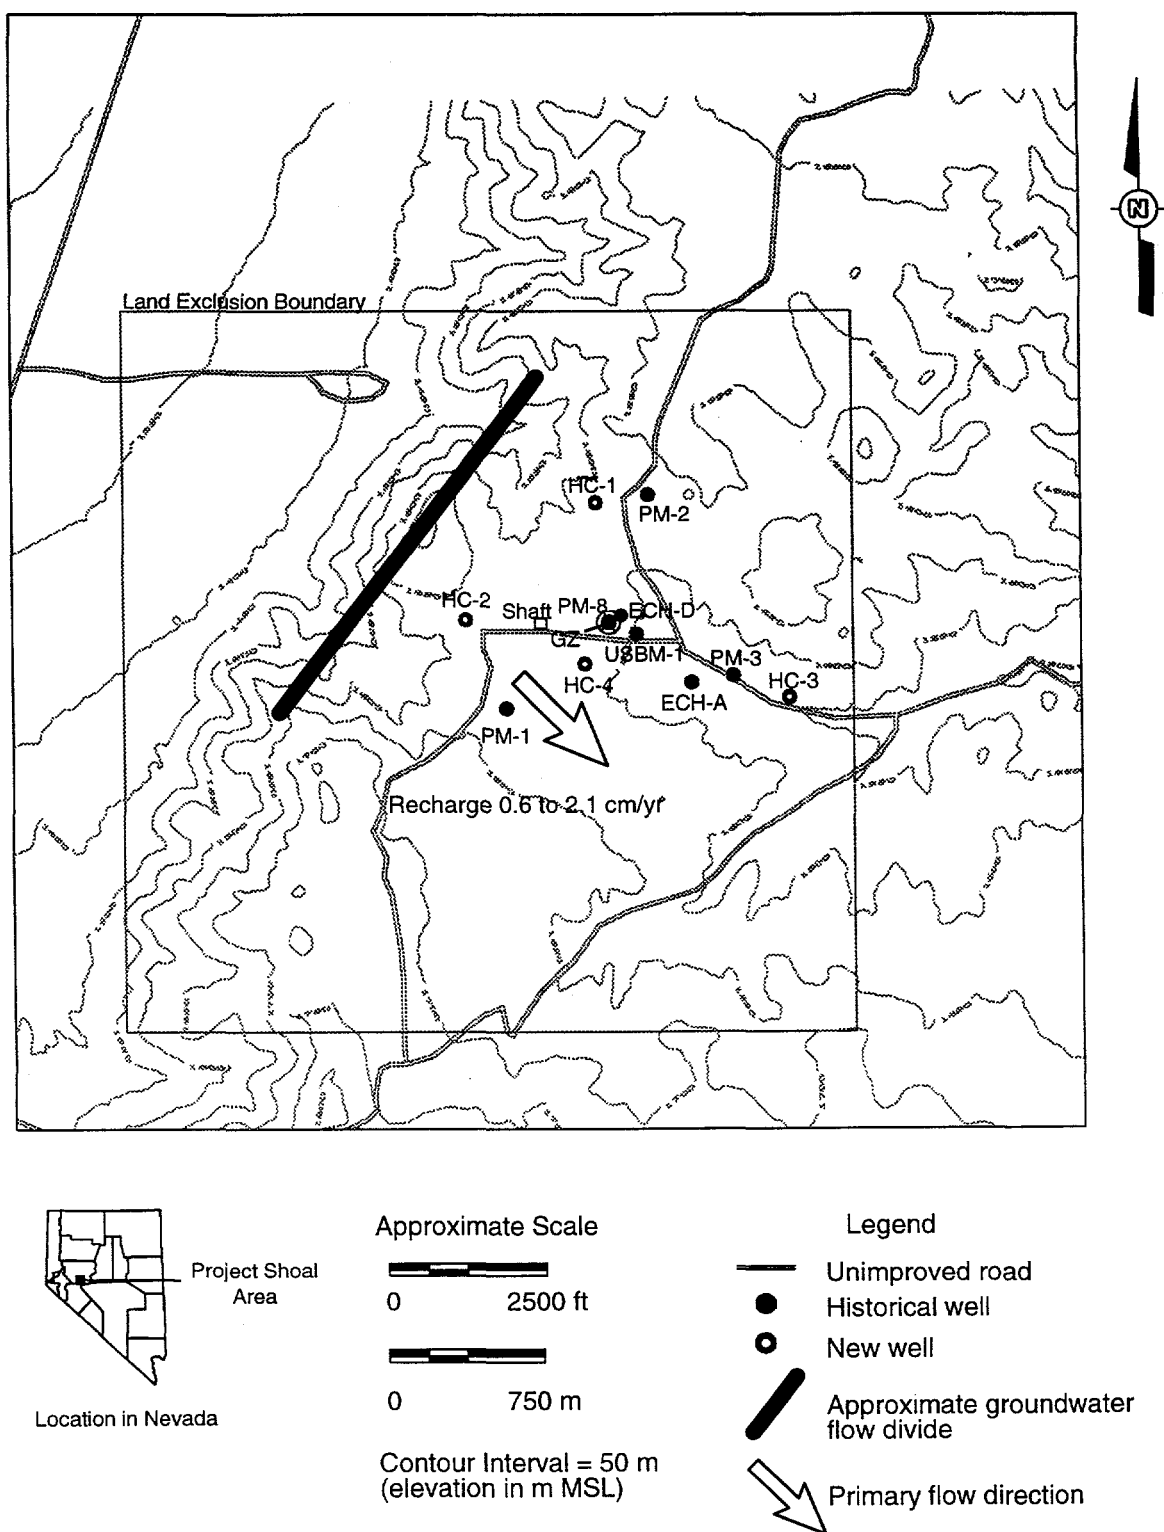 N
Land Exclusion Boundary
HC-1
PM-2
HC-2
Shaft
PM-8
ECH-D
GZ
USBM-1
PM-3
HC-4
HC-3
ECH-A
PM-1
Recharge 0.6 to 2.1 cm/yr
Project Shoal
Area
Location in Nevada
Approximate Scale
0 2500 ft
0 750 m
Contour Interval = 50 m
(elevation in m MSL)
Legend
Unimproved road
Historical well
New well
Approximate groundwater
flow divide
Primary flow direction